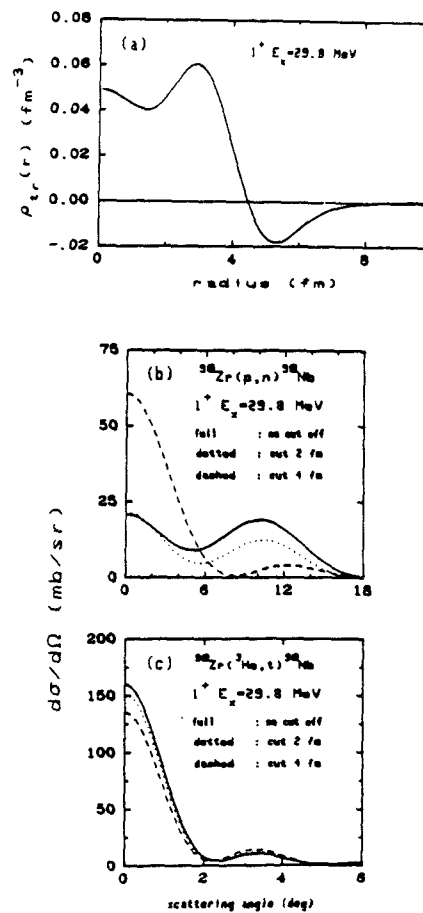 0.08
(a)
1⁺ Eₓ=29.8 MeV
0.06
0.04
0.02
0.00
-.02
ρₜᵣ(r) (fm⁻³)
0 4 8
radius (fm)
75
(b) ⁹⁰Zr(p,n)⁹⁰Nb
1⁺ Eₓ=29.8 MeV
full : no cut off
dotted : cut 2 fm
dashed : cut 4 fm
50
25
0
0 6 12 18
dσ/dΩ (mb/sr)
200
(c) ⁹⁰Zr(³He,t)⁹⁰Nb
1⁺ Eₓ=29.8 MeV
full : no cut off
dotted : cut 2 fm
dashed : cut 4 fm
150
100
50
0
0 2 4 6
scattering angle (deg)